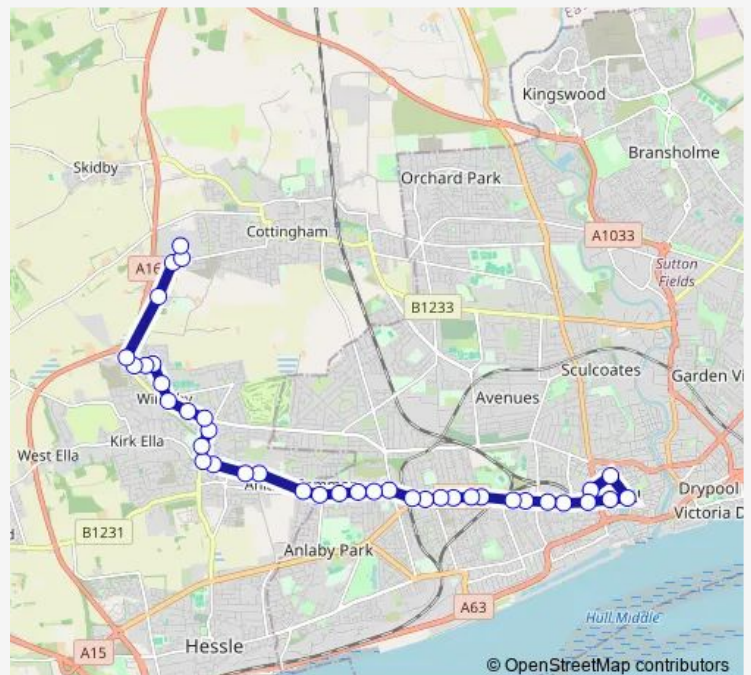 Kingswood
Bransholme
Skidby
Orchard Park
Cottingham
A1033
A16
Sutton
Fields
B1233
Sculcoates
Garden Vi
Avenues
Kirk Ella
West Ella
Drypool
Victoria D
B1231
Anlaby Park
A63
Hull Middle
Hessle
A15
© OpenStreetMap contributors